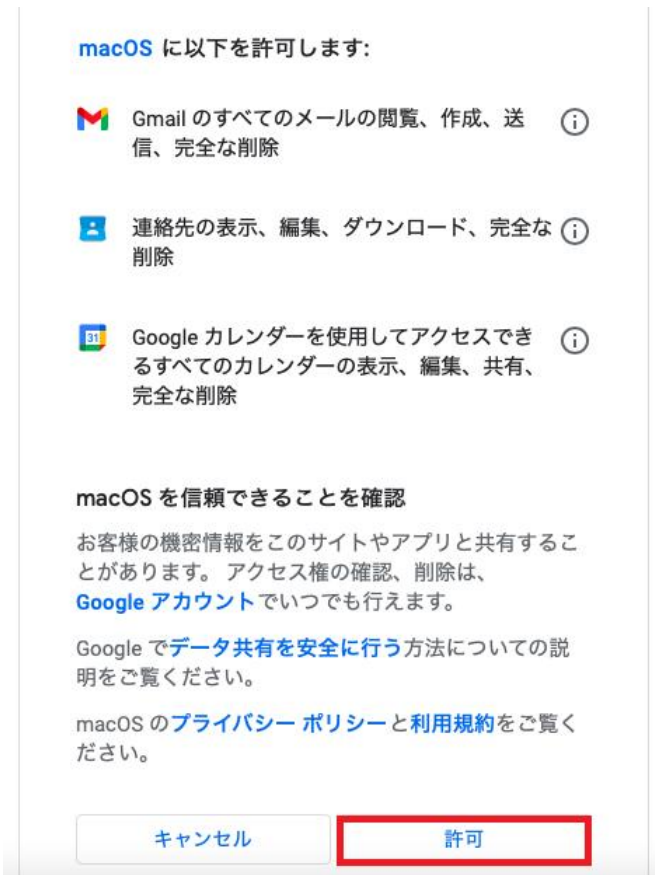 macOS に以下を許可します:
Gmail のすべてのメールの閲覧、作成、送
信、完全な削除
連絡先の表示、編集、ダウンロード、完全な
削除
31
Google カレンダーを使用してアクセスでき
るすべてのカレンダーの表示、編集、共有、
完全な削除
macOS を信頼できることを確認
お客様の機密情報をこのサイトやアプリと共有するこ
とがあります。 アクセス権の確認、削除は、
Google アカウントでいつでも行えます。
Google でデータ共有を安全に行う方法についての説
明をご覧ください。
macOS のプライバシー ポリシーと利用規約をご覧く
ださい。
キャンセル
許可